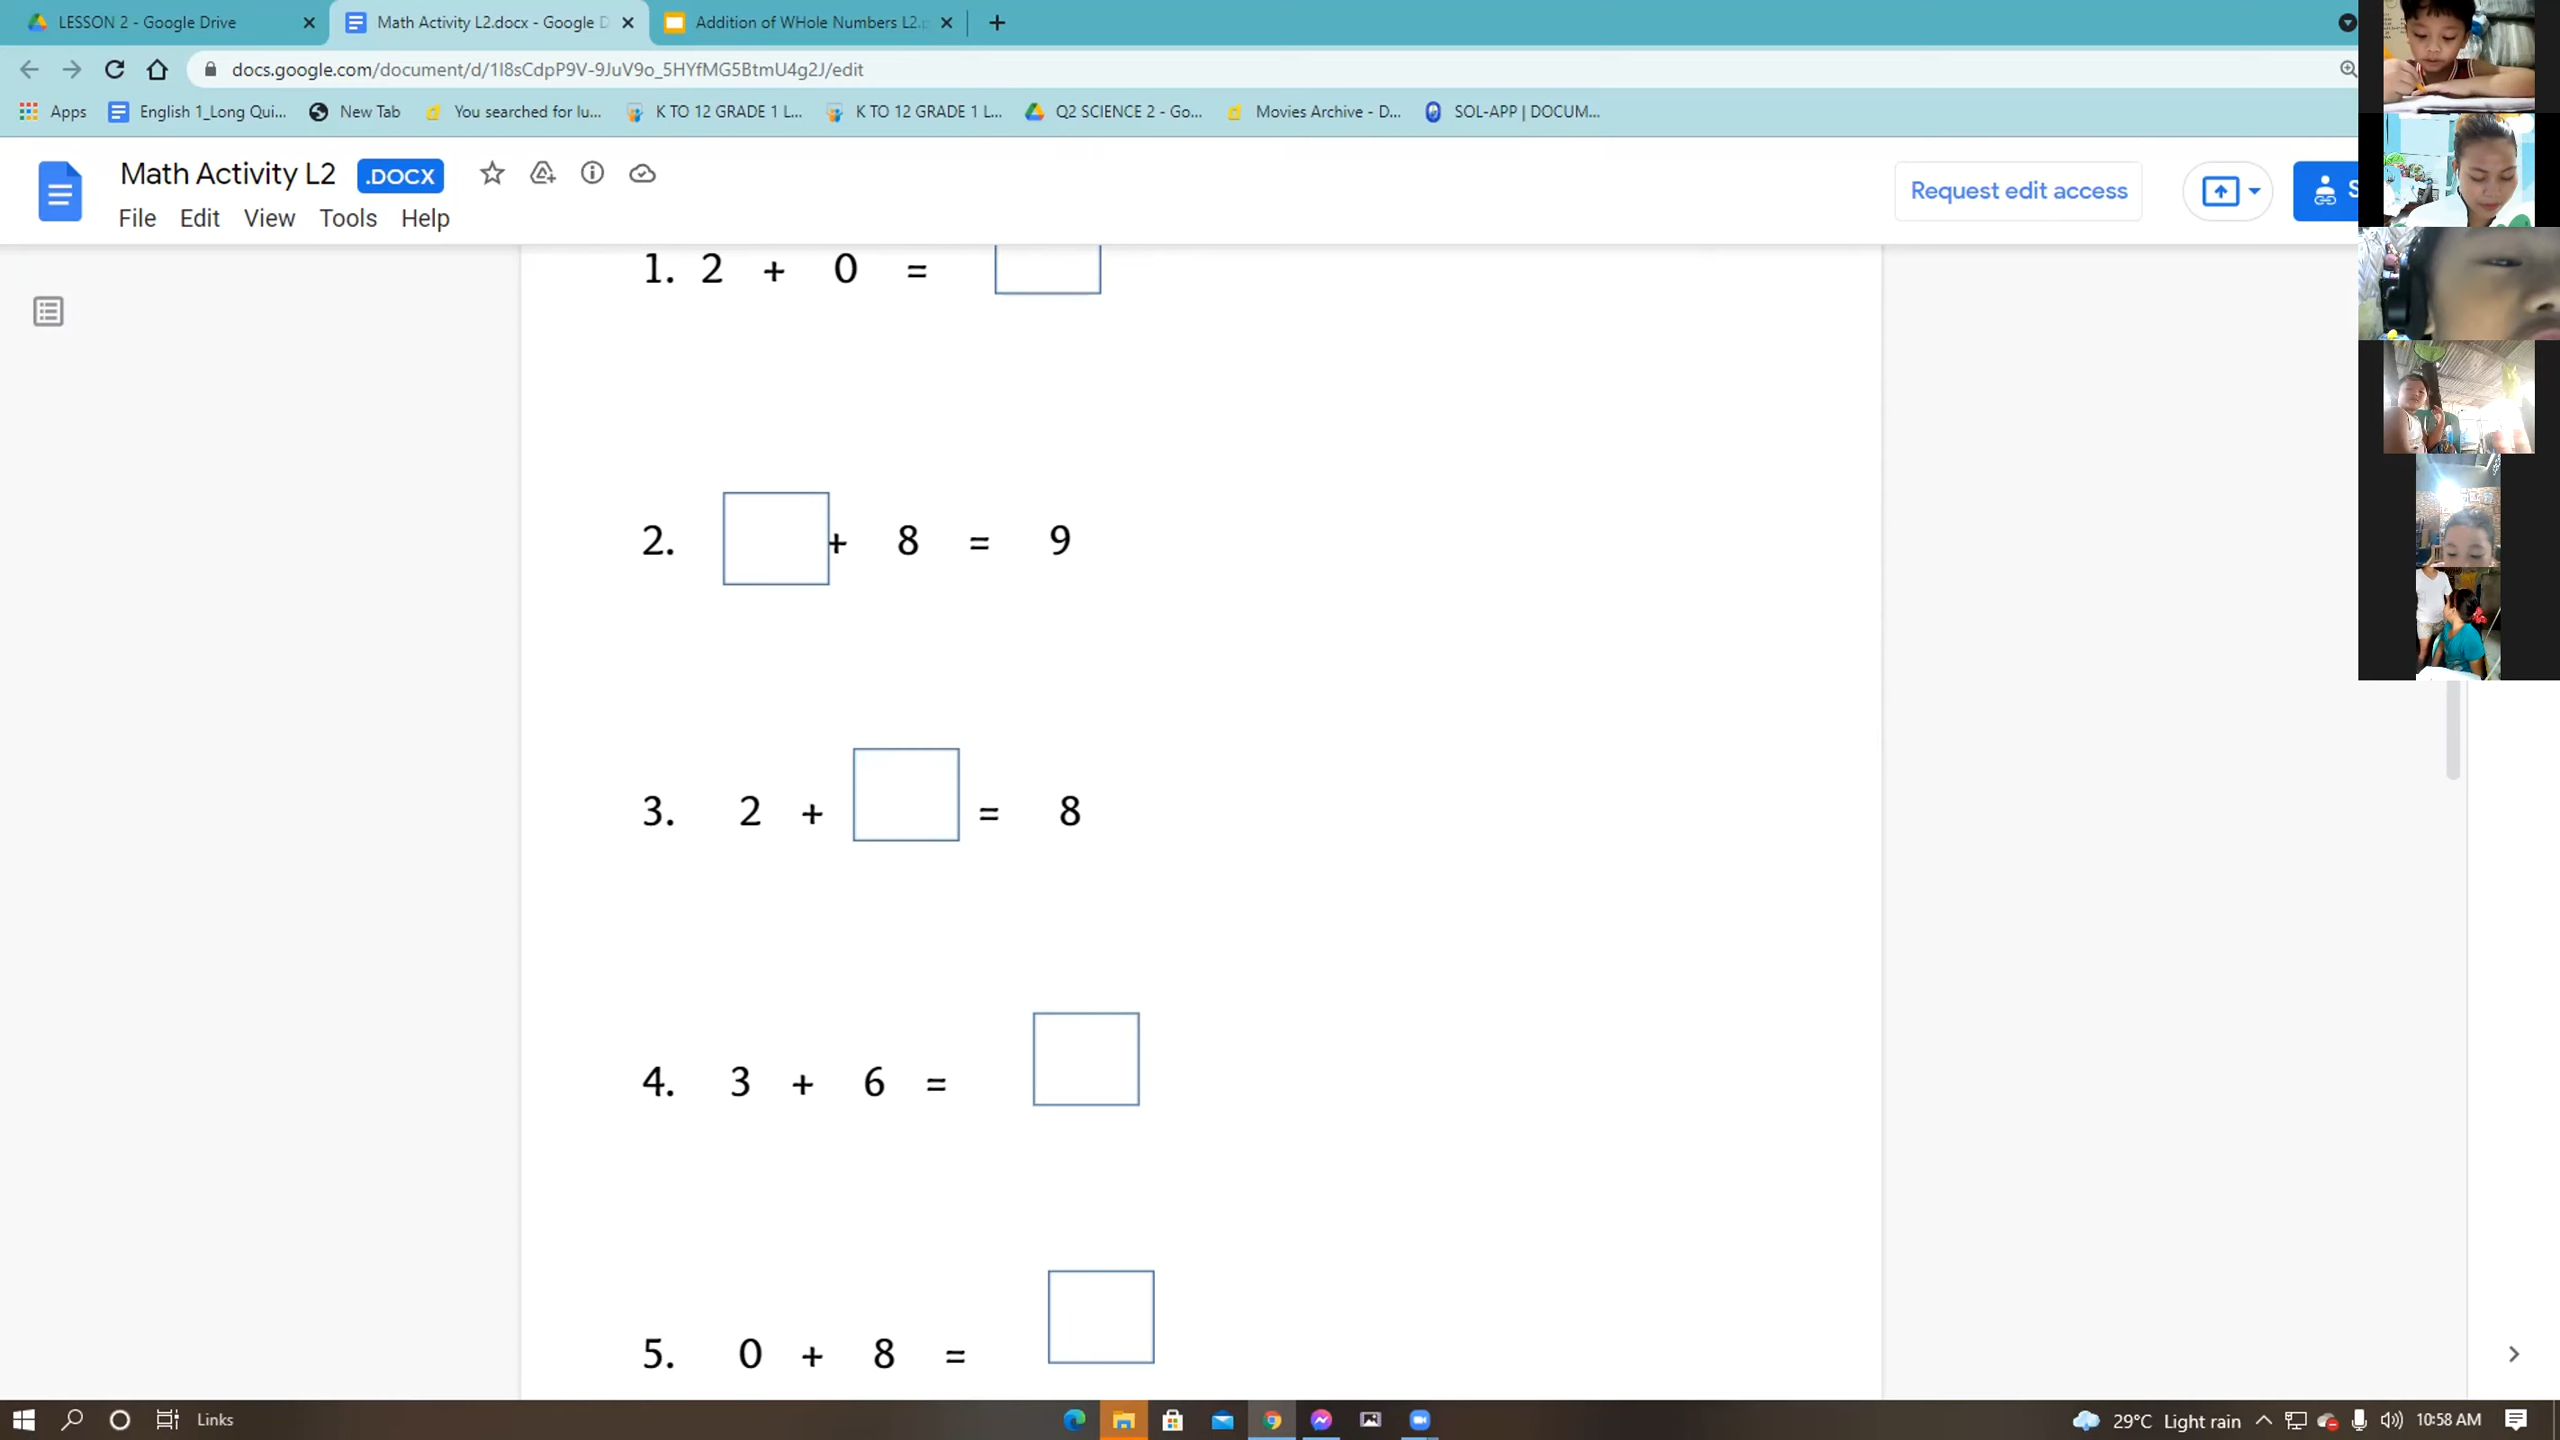 LESSON 2 - Google Drive
Math Activity L2.docx - Google D
Addition of WHole Numbers L2.p
docs.google.com/document/d/1I8sCdpP9V-9JuV9o_5HYfMG5BtmU4g2J/edit
Apps
English 1_Long Qui...
New Tab
You searched for lu...
K TO 12 GRADE 1 L...
K TO 12 GRADE 1 L...
Q2 SCIENCE 2 - Go...
Movies Archive - D...
SOL-APP | DOCUM...
Math Activity L2 .DOCX
Request edit access
S
File Edit View Tools Help
1. 2 + 0 =
2. + 8 = 9
3. 2 + = 8
4. 3 + 6 =
5. 0 + 8 =
Links
29°C Light rain
10:58 AM